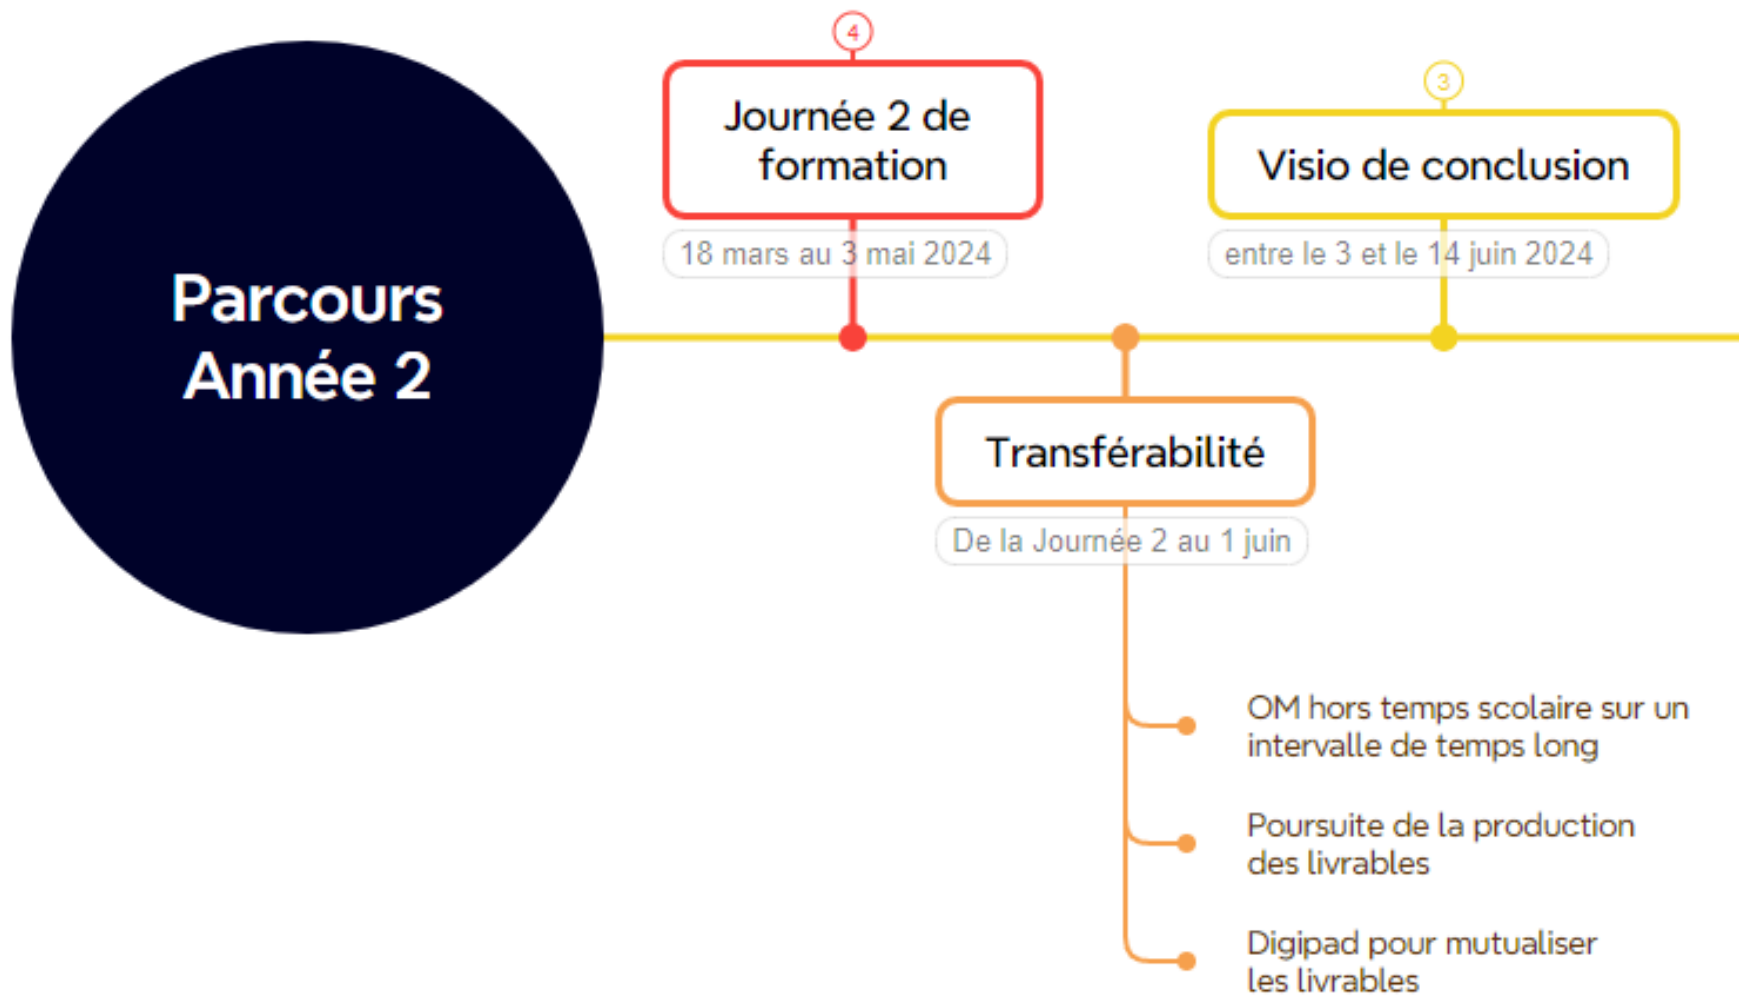 Parcours
Année 2
4
Journée 2 de
formation
18 mars au 3 mai 2024
3
Visio de conclusion
entre le 3 et le 14 juin 2024
Transférabilité
De la Journée 2 au 1 juin
OM hors temps scolaire sur un
intervalle de temps long
Poursuite de la production
des livrables
Digipad pour mutualiser
les livrables